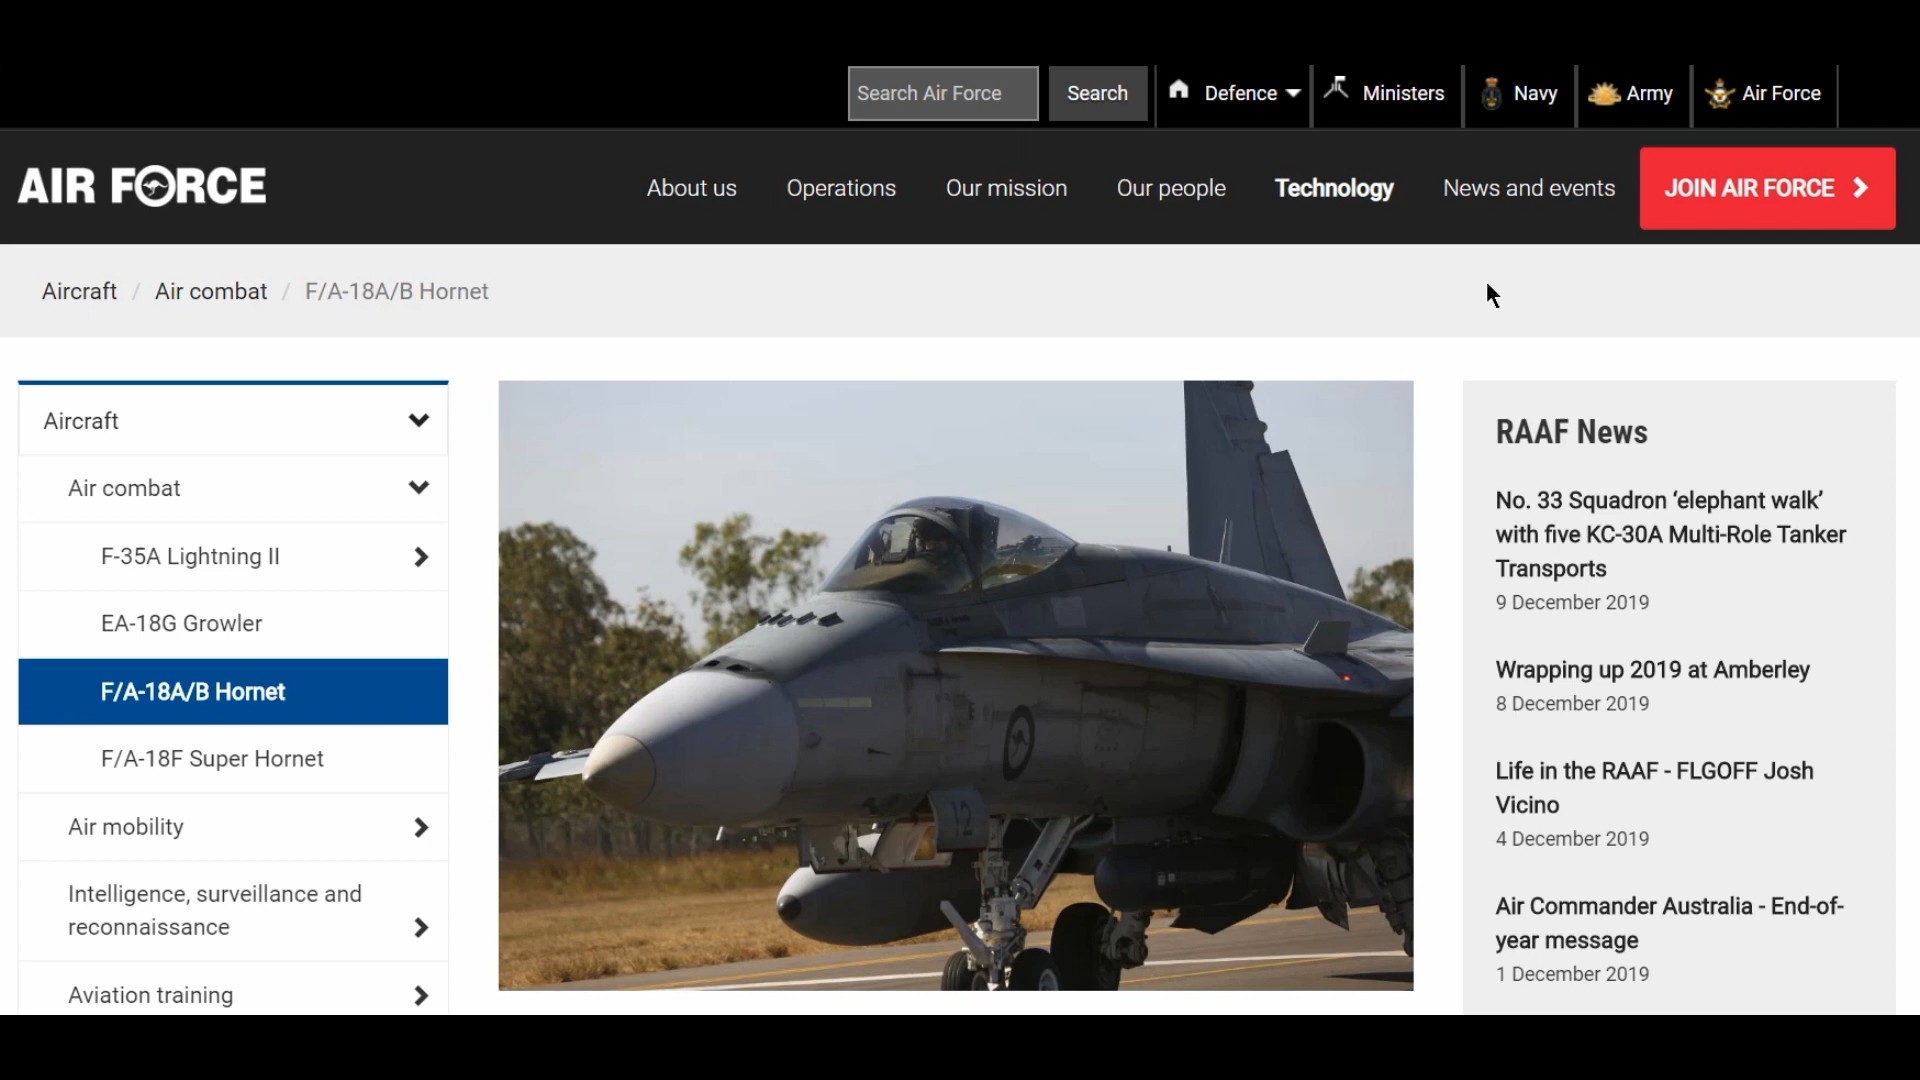 Search Air Force
Search
Defence
Ministers
Navy
Army
Air Force
AIR FORCE
About us
Operations
Our mission
Our people
Technology
News and events
JOIN AIR FORCE
Aircraft / Air combat / F/A-18A/B Hornet
Aircraft
Air combat
F-35A Lightning II
EA-18G Growler
F/A-18A/B Hornet
F/A-18F Super Hornet
Air mobility
Intelligence, surveillance and
reconnaissance
Aviation training
12
RAAF News
No. 33 Squadron ‘elephant walk’
with five KC-30A Multi-Role Tanker
Transports
9 December 2019
Wrapping up 2019 at Amberley
8 December 2019
Life in the RAAF - FLGOFF Josh
Vicino
4 December 2019
Air Commander Australia - End-of-
year message
1 December 2019